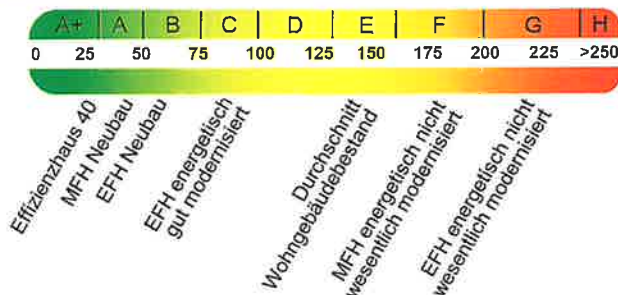 A+ A B C D E F G H
0 25 50 75 100 125 150 175 200 225 >250
Effizienzhaus 40
MFH Neubau
EFH Neubau
EFH energetisch
gut modernisiert
Durchschnitt
Wohngebäudebestand
MFH energetisch nicht
wesentlich modernisiert
EFH energetisch nicht
wesentlich modernisiert